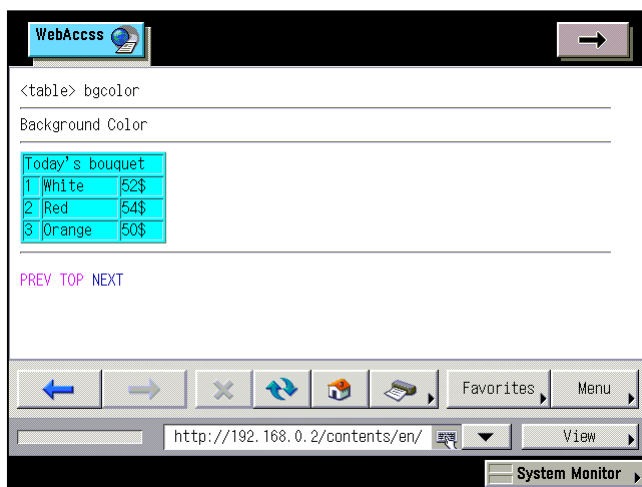 WebAccss
<table> bgcolor
Background Color
Today's bouquet
1 White 52$
2 Red 54$
3 Orange 50$
PREV TOP NEXT
Favorites Menu
http://192.168.0.2/contents/en/ View
System Monitor